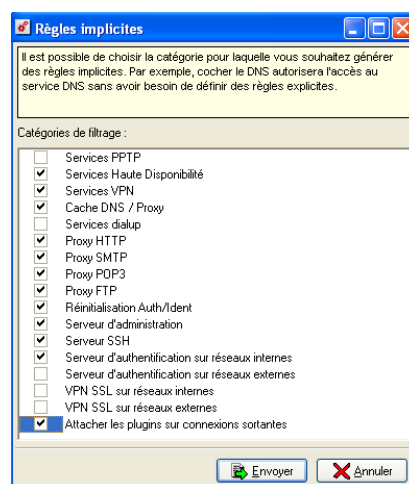 Règles implicites
Il est possible de choisir la catégorie pour laquelle vous souhaitez générer
des règles implicites. Par exemple, cocher le DNS autorisera l'accès au
service DNS sans avoir besoin de définir des règles explicites.
Catégories de filtrage :
Services PPTP
Services Haute Disponibilité
Services VPN
Cache DNS / Proxy
Services dialup
Proxy HTTP
Proxy SMTP
Proxy POP3
Proxy FTP
Réinitialisation Auth/Ident
Serveur d'administration
Serveur SSH
Serveur d'authentification sur réseaux internes
Serveur d'authentification sur réseaux externes
VPN SSL sur réseaux internes
VPN SSL sur réseaux externes
Attacher les plugins sur connexions sortantes
Envoyer Annuler